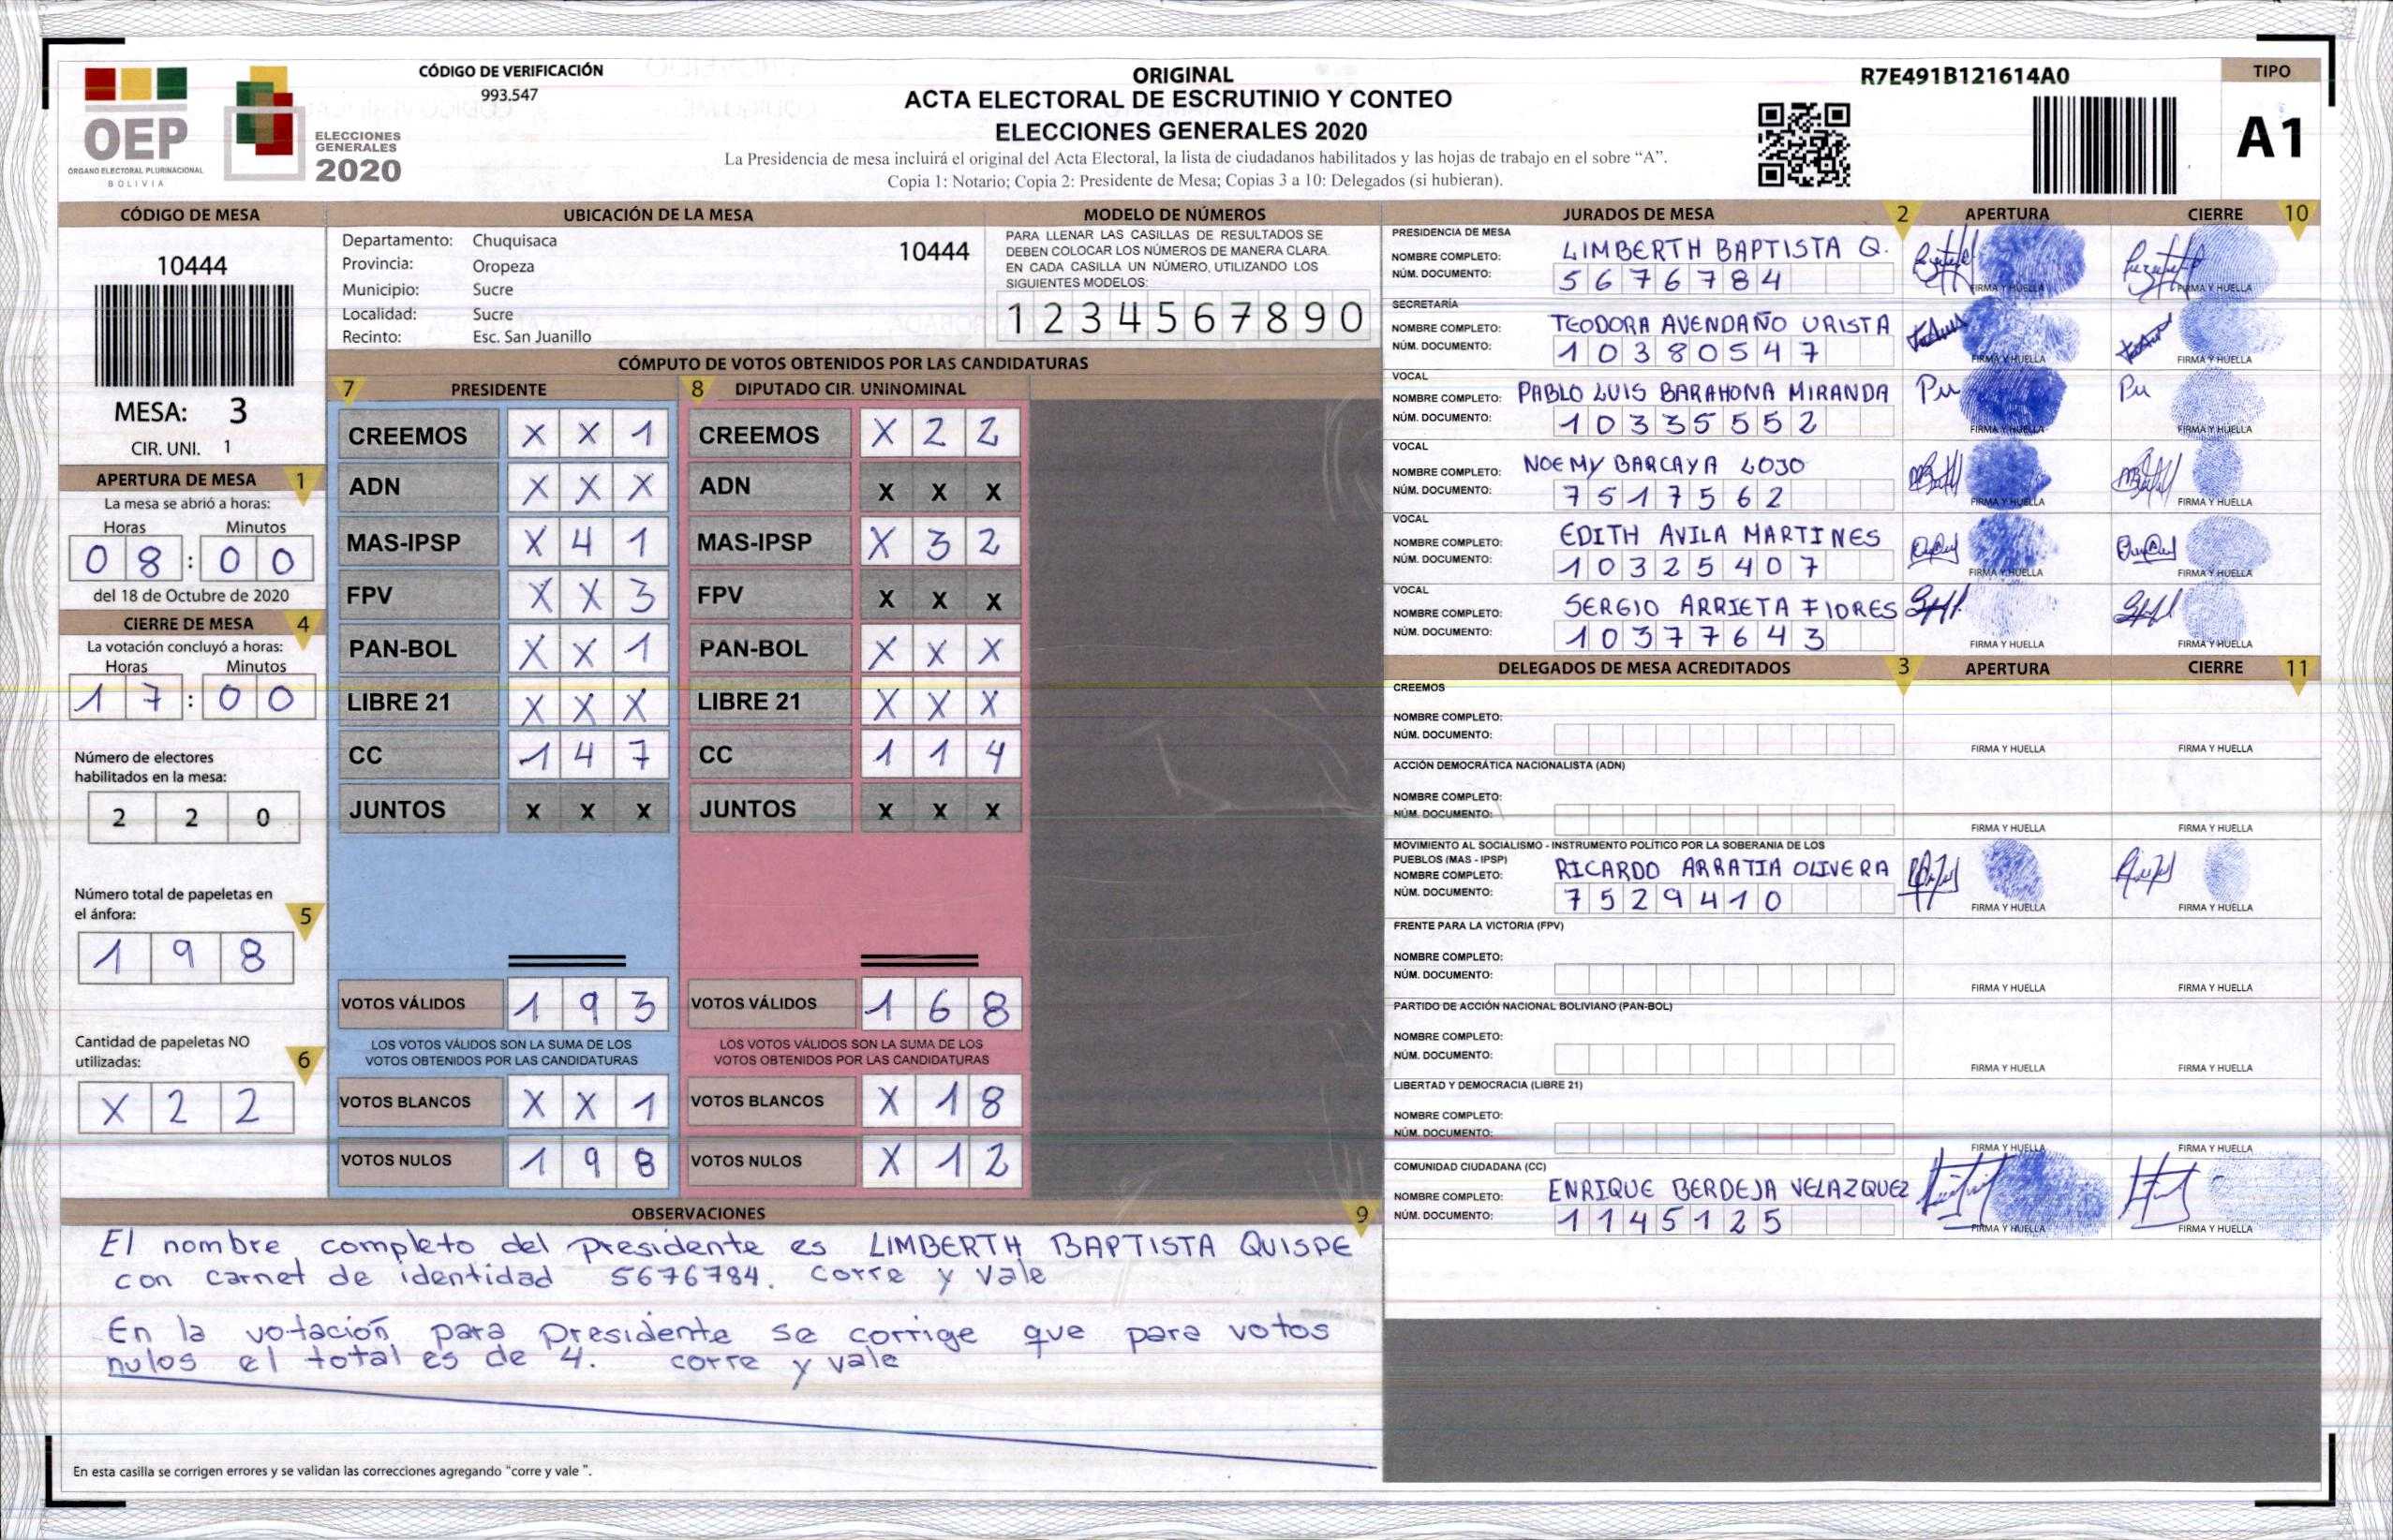 OEP
ÓRGANO ELECTORAL PLURINACIONAL
BOLIVIA
ELECCIONES
GENERALES
2020
CÓDIGO DE VERIFICACIÓN
993.547
ORIGINAL
ACTA ELECTORAL DE ESCRUTINIO Y CONTEO
ELECCIONES GENERALES 2020
La Presidencia de mesa incluirá el original del Acta Electoral, la lista de ciudadanos habilitados y las hojas de trabajo en el sobre “A”.
Copia 1: Notario; Copia 2: Presidente de Mesa; Copias 3 a 10: Delegados (si hubieran).
R7E491B121614A0
TIPO
A1
CÓDIGO DE MESA
10444
MESA: 3
CIR. UNI. 1
APERTURA DE MESA 1
La mesa se abrió a horas:
Horas Minutos
0 8 : 0 0
del 18 de Octubre de 2020
CIERRE DE MESA 4
La votación concluyó a horas:
Horas Minutos
1 7 : 0 0
Número de electores
habilitados en la mesa:
2 2 0
Número total de papeletas en
el ánfora: 5
1 9 8
Cantidad de papeletas NO
utilizadas: 6
X 2 2
UBICACIÓN DE LA MESA
Departamento: Chuquisaca 10444
Provincia: Oropeza
Municipio: Sucre
Localidad: Sucre
Recinto: Esc. San Juanillo
MODELO DE NÚMEROS
PARA LLENAR LAS CASILLAS DE RESULTADOS SE
DEBEN COLOCAR LOS NÚMEROS DE MANERA CLARA.
EN CADA CASILLA UN NÚMERO, UTILIZANDO LOS
SIGUIENTES MODELOS:
1 2 3 4 5 6 7 8 9 0
CÓMPUTO DE VOTOS OBTENIDOS POR LAS CANDIDATURAS
7 PRESIDENTE 8 DIPUTADO CIR. UNINOMINAL
CREEMOS X X 1 CREEMOS X 2 2
ADN X X X ADN X X X
MAS-IPSP X 4 1 MAS-IPSP X 3 2
FPV X X 3 FPV X X X
PAN-BOL X X 1 PAN-BOL X X X
LIBRE 21 X X X LIBRE 21 X X X
CC 1 4 7 CC 1 1 4
JUNTOS X X X JUNTOS X X X
VOTOS VÁLIDOS 1 9 3 VOTOS VÁLIDOS 1 6 8
LOS VOTOS VÁLIDOS SON LA SUMA DE LOS LOS VOTOS VÁLIDOS SON LA SUMA DE LOS
VOTOS OBTENIDOS POR LAS CANDIDATURAS VOTOS OBTENIDOS POR LAS CANDIDATURAS
VOTOS BLANCOS X X 1 VOTOS BLANCOS X 1 8
VOTOS NULOS 1 9 8 VOTOS NULOS X 1 2
OBSERVACIONES 9
El nombre completo del presidente es LIMBERTH BAPTISTA QUISPE
con carnet de identidad 5676784. corre y vale
En la votación para presidente se corrige que para votos
nulos el total es de 4. corre y vale
En esta casilla se corrigen errores y se validan las correcciones agregando "corre y vale ".
JURADOS DE MESA 2 APERTURA CIERRE 10
PRESIDENCIA DE MESA
NOMBRE COMPLETO: LIMBERTH BAPTISTA Q.
NÚM. DOCUMENTO: 5676784
FIRMA Y HUELLA FIRMA Y HUELLA
SECRETARÍA
NOMBRE COMPLETO: TEODORA AVENDAÑO URISTA
NÚM. DOCUMENTO: 10380547
FIRMA Y HUELLA FIRMA Y HUELLA
VOCAL
NOMBRE COMPLETO: PABLO LUIS BARAHONA MIRANDA
NÚM. DOCUMENTO: 10335552
FIRMA Y HUELLA FIRMA Y HUELLA
VOCAL
NOMBRE COMPLETO: NOEMY BARCAYA LOJO
NÚM. DOCUMENTO: 7517562
FIRMA Y HUELLA FIRMA Y HUELLA
VOCAL
NOMBRE COMPLETO: EDITH AVILA MARTINES
NÚM. DOCUMENTO: 10325407
FIRMA Y HUELLA FIRMA Y HUELLA
VOCAL
NOMBRE COMPLETO: SERGIO ARRIETA FLORES
NÚM. DOCUMENTO: 10377643
FIRMA Y HUELLA FIRMA Y HUELLA
DELEGADOS DE MESA ACREDITADOS 3 APERTURA CIERRE 11
CREEMOS
NOMBRE COMPLETO:
NÚM. DOCUMENTO:
FIRMA Y HUELLA FIRMA Y HUELLA
ACCIÓN DEMOCRÁTICA NACIONALISTA (ADN)
NOMBRE COMPLETO:
NÚM. DOCUMENTO:
FIRMA Y HUELLA FIRMA Y HUELLA
MOVIMIENTO AL SOCIALISMO - INSTRUMENTO POLÍTICO POR LA SOBERANIA DE LOS
PUEBLOS (MAS - IPSP)
NOMBRE COMPLETO: RICARDO ARRATIA OLIVERA
NÚM. DOCUMENTO: 7529410
FIRMA Y HUELLA FIRMA Y HUELLA
FRENTE PARA LA VICTORIA (FPV)
NOMBRE COMPLETO:
NÚM. DOCUMENTO:
FIRMA Y HUELLA FIRMA Y HUELLA
PARTIDO DE ACCIÓN NACIONAL BOLIVIANO (PAN-BOL)
NOMBRE COMPLETO:
NÚM. DOCUMENTO:
FIRMA Y HUELLA FIRMA Y HUELLA
LIBERTAD Y DEMOCRACIA (LIBRE 21)
NOMBRE COMPLETO:
NÚM. DOCUMENTO:
FIRMA Y HUELLA FIRMA Y HUELLA
COMUNIDAD CIUDADANA (CC)
NOMBRE COMPLETO: ENRIQUE BERDEJA VELAZQUEZ
NÚM. DOCUMENTO: 1145125
FIRMA Y HUELLA FIRMA Y HUELLA